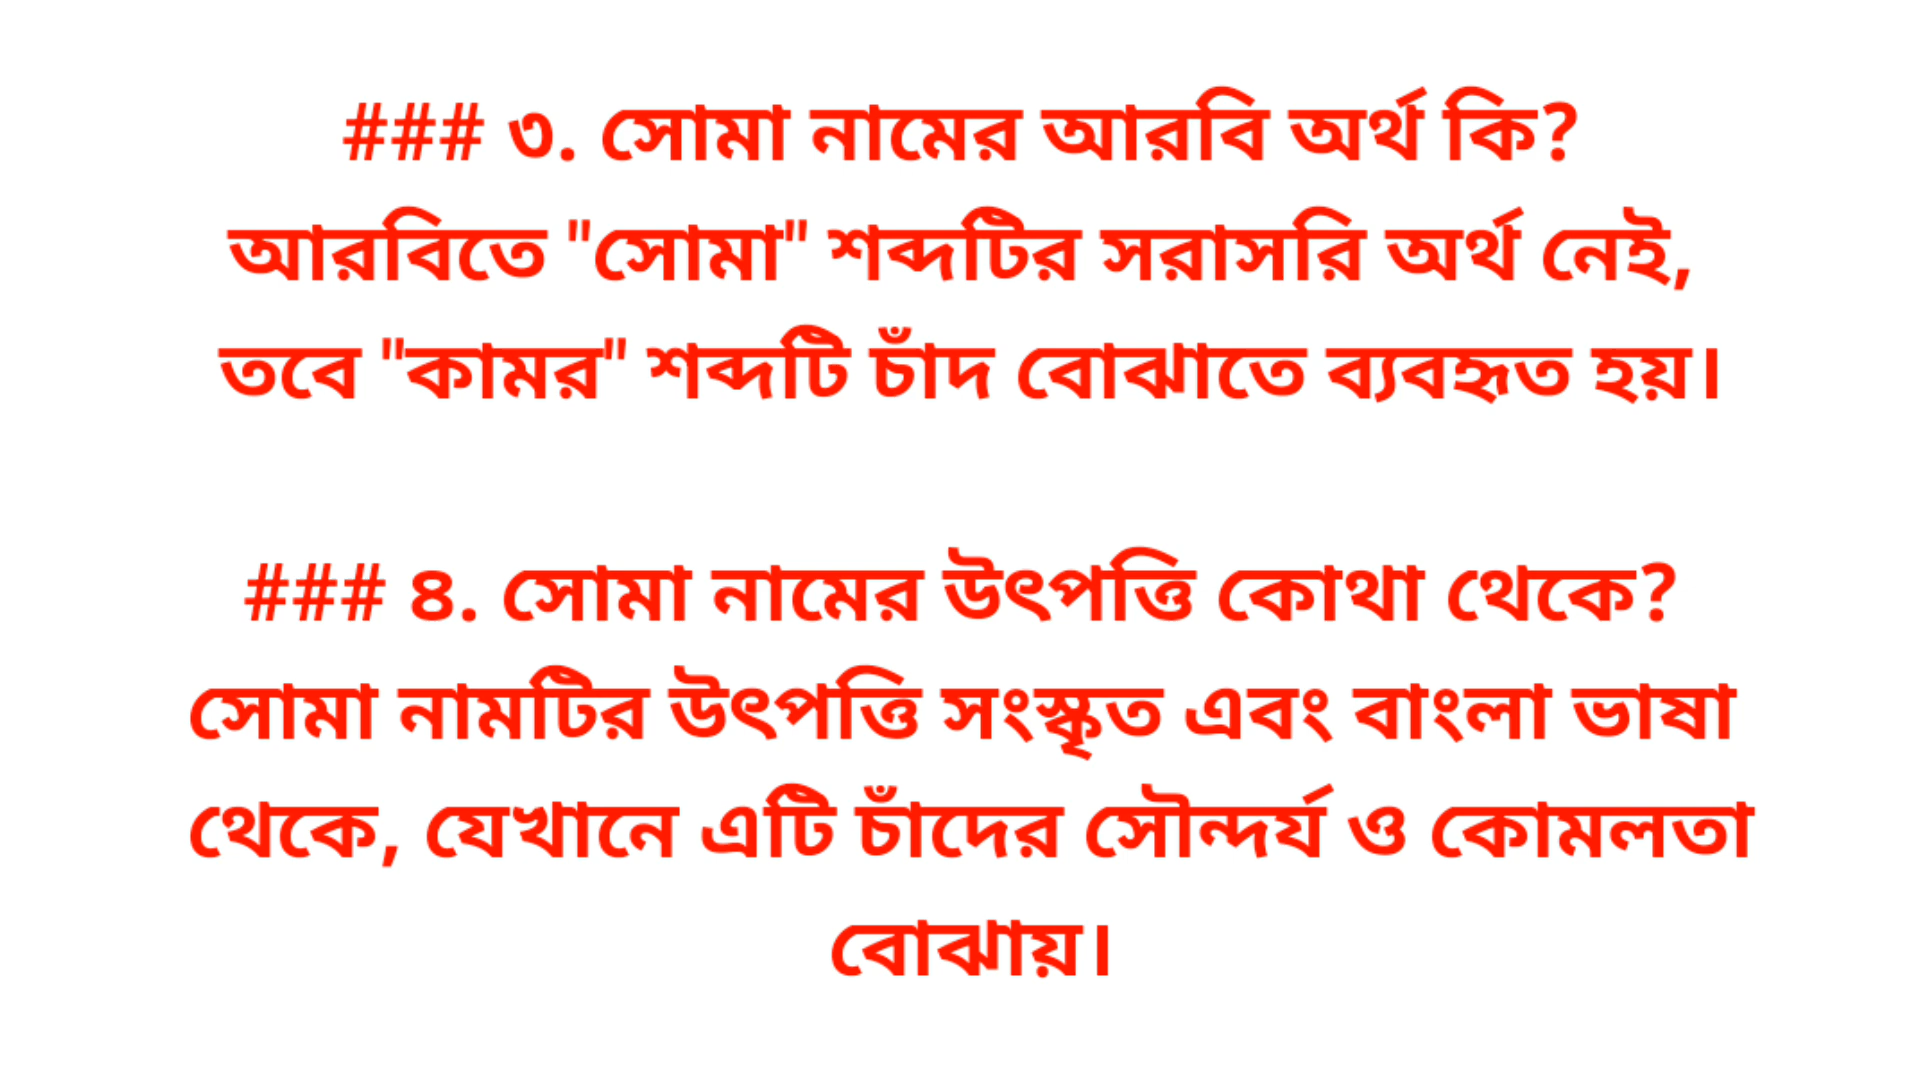 ### ৩. সোমা নামের আরবি অর্থ কি?
আরবিতে "সোমা" শব্দটির সরাসরি অর্থ নেই,
তবে "কামর" শব্দটি চাঁদ বোঝাতে ব্যবহৃত হয়।
### ৪. সোমা নামের উৎপত্তি কোথা থেকে?
সোমা নামটির উৎপত্তি সংস্কৃত এবং বাংলা ভাষা
থেকে, যেখানে এটি চাঁদের সৌন্দর্য ও কোমলতা
বোঝায়।